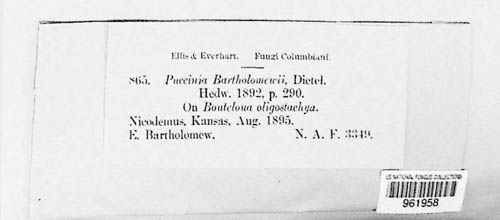 Ellis & Everhart. Fungi Columbiani.
865. Puccinia Bartholomewii, Dietel.
Hedw. 1892, p. 290.
On Bouteloua oligostachya.
Nicodemus, Kansas, Aug. 1895.
E. Bartholomew. N. A. F. 3349.
US NATIONAL FUNGUS COLLECTIONS
961958